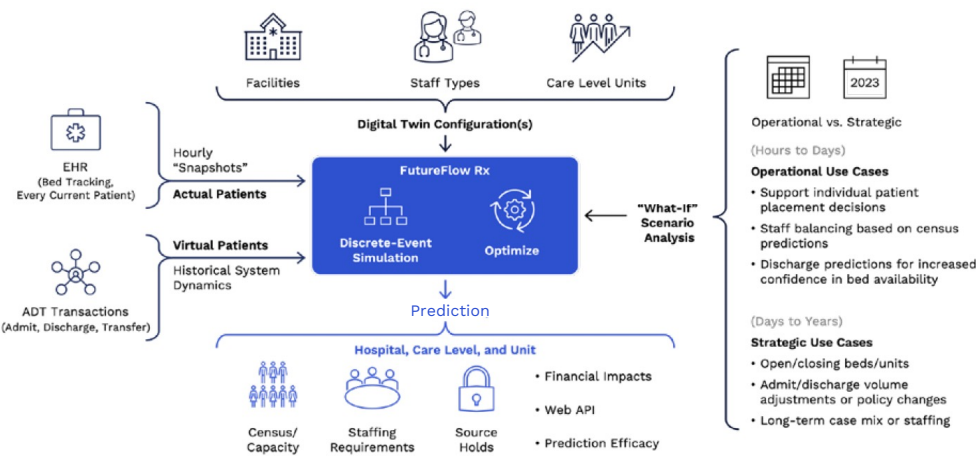 Facilities
Staff Types
Care Level Units
Digital Twin Configuration(s)
EHR
(Bed Tracking,
Every Current Patient)
Hourly
“Snapshots”
Actual Patients
Virtual Patients
Historical System
Dynamics
ADT Transactions
(Admit, Discharge, Transfer)
FutureFlow Rx
Discrete-Event
Simulation
Optimize
“What-If”
Scenario
Analysis
2023
Operational vs. Strategic
(Hours to Days)
Operational Use Cases
• Support individual patient
placement decisions
• Staff balancing based on census
predictions
• Discharge predictions for increased
confidence in bed availability
(Days to Years)
Strategic Use Cases
• Open/closing beds/units
• Admit/discharge volume
adjustments or policy changes
• Long-term case mix or staffing
Prediction
Hospital, Care Level, and Unit
Census/
Capacity
Staffing
Requirements
Source
Holds
• Financial Impacts
• Web API
• Prediction Efficacy